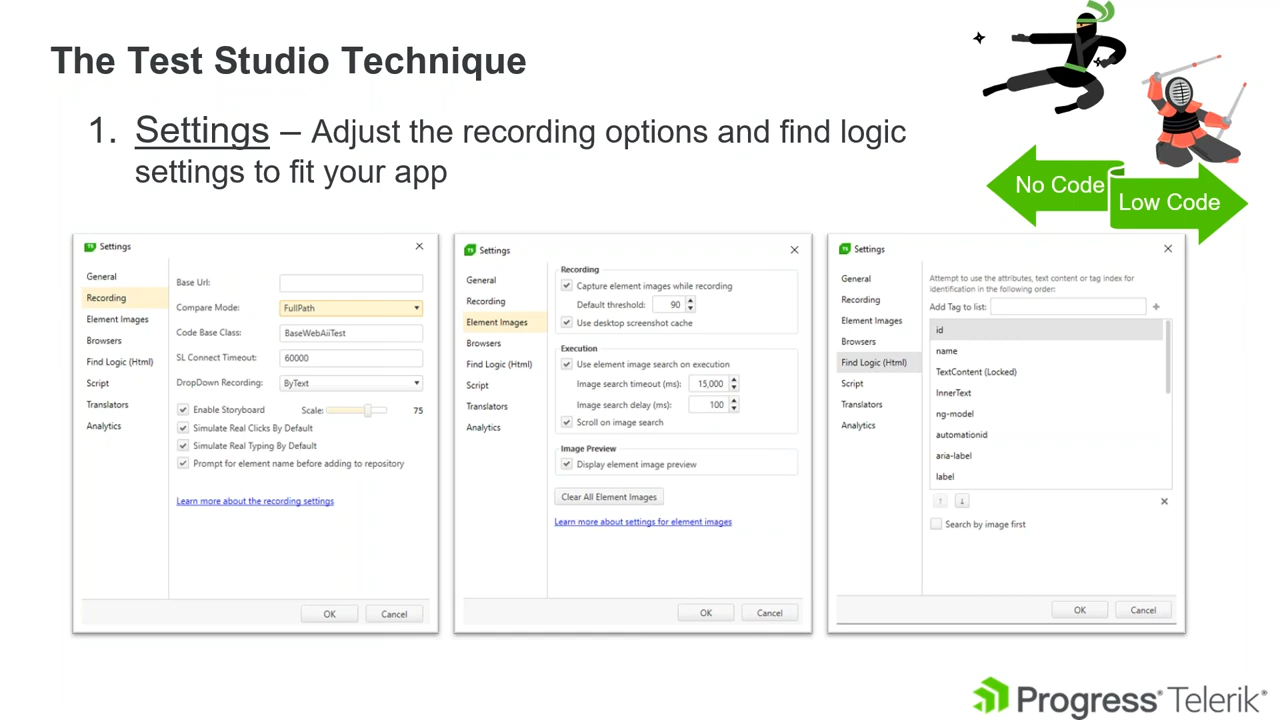 The Test Studio Technique
1. Settings – Adjust the recording options and find logic
settings to fit your app
No Code
Low Code
TS Settings
General
Recording
Element Images
Browsers
Find Logic (Html)
Script
Translators
Analytics
Base Url:
Compare Mode: FullPath
Code Base Class: BaseWebAiiTest
SL Connect Timeout: 60000
DropDown Recording: ByText
Enable Storyboard Scale: 75
Simulate Real Clicks By Default
Simulate Real Typing By Default
Prompt for element name before adding to repository
Learn more about the recording settings
OK Cancel
TS Settings
General
Recording
Element Images
Browsers
Find Logic (Html)
Script
Translators
Analytics
Recording
Capture element images while recording
Default threshold: 90
Use desktop screenshot cache
Execution
Use element image search on execution
Image search timeout (ms): 15,000
Image search delay (ms): 100
Scroll on image search
Image Preview
Display element image preview
Clear All Element Images
Learn more about settings for element images
OK Cancel
TS Settings
General
Recording
Element Images
Browsers
Find Logic (Html)
Script
Translators
Analytics
Attempt to use the attributes, text content or tag index for
identification in the following order:
Add Tag to list:
id
name
TextContent (Locked)
InnerText
ng-model
automationid
aria-label
label
Search by image first
OK Cancel
Progress® Telerik®